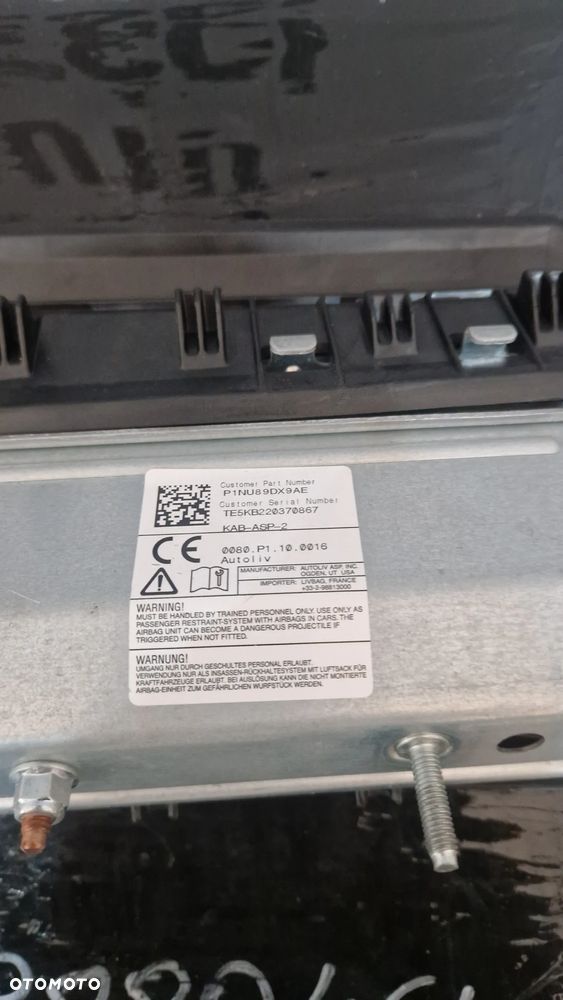 Customer Part Number
P1NU89DX9AE
Customer Serial Number
TE5KB220370867
KAB-ASP-2
CE 0080.P1.10.0016
Autoliv
MANUFACTURER: AUTOLIV ASP, INC.
OGDEN, UT USA
IMPORTER: LIVBAG, FRANCE
+33-2-98813000
WARNING!
MUST BE HANDLED BY TRAINED PERSONNEL ONLY. USE ONLY AS
PASSENGER RESTRAINT-SYSTEM WITH AIRBAGS IN CARS. THE
AIRBAG UNIT CAN BECOME A DANGEROUS PROJECTILE IF
TRIGGERED WHEN NOT FITTED.
WARNUNG!
UMGANG NUR DURCH GESCHULTES PERSONAL ERLAUBT.
VERWENDUNG NUR ALS INSASSEN-RÜCKHALTESYSTEM MIT LUFTSACK FÜR
KRAFTFAHRZEUGE ERLAUBT. BEI AUSLÖSUNG KANN DIE NICHT MONTIERTE
AIRBAG-EINHEIT ZUM GEFÄHRLICHEN WURFSTÜCK WERDEN.
OTOMOTO